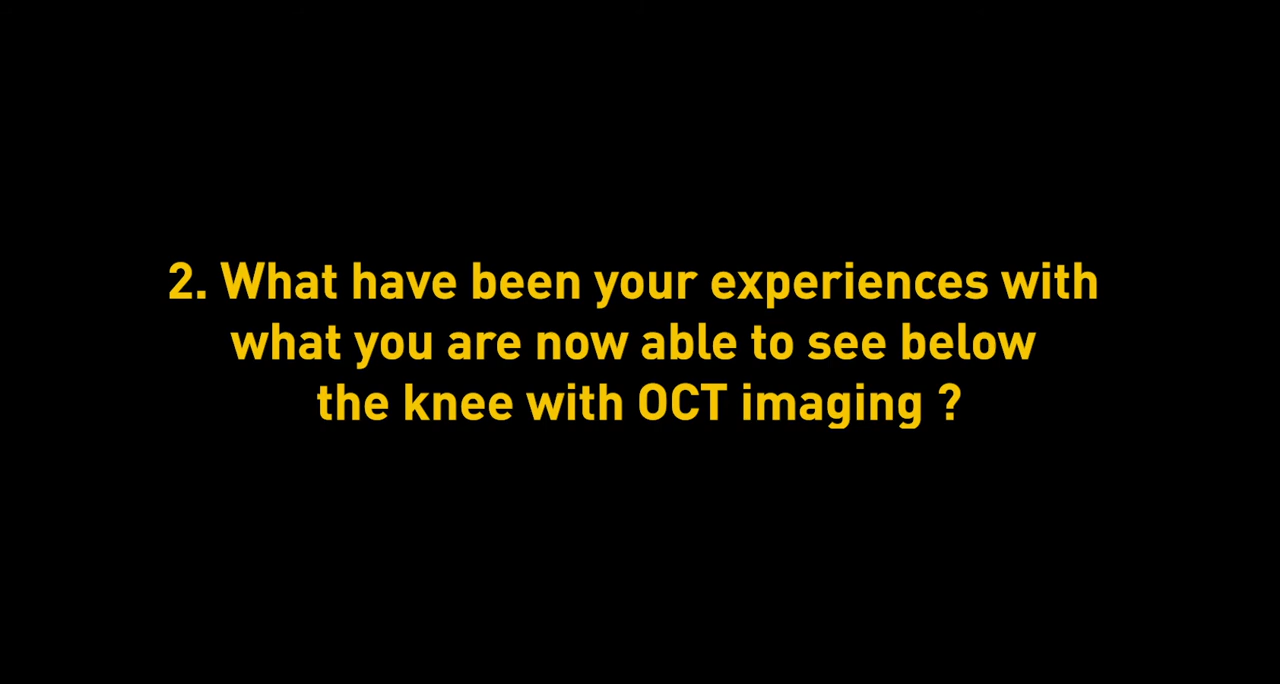 2. What have been your experiences with
what you are now able to see below
the knee with OCT imaging ?